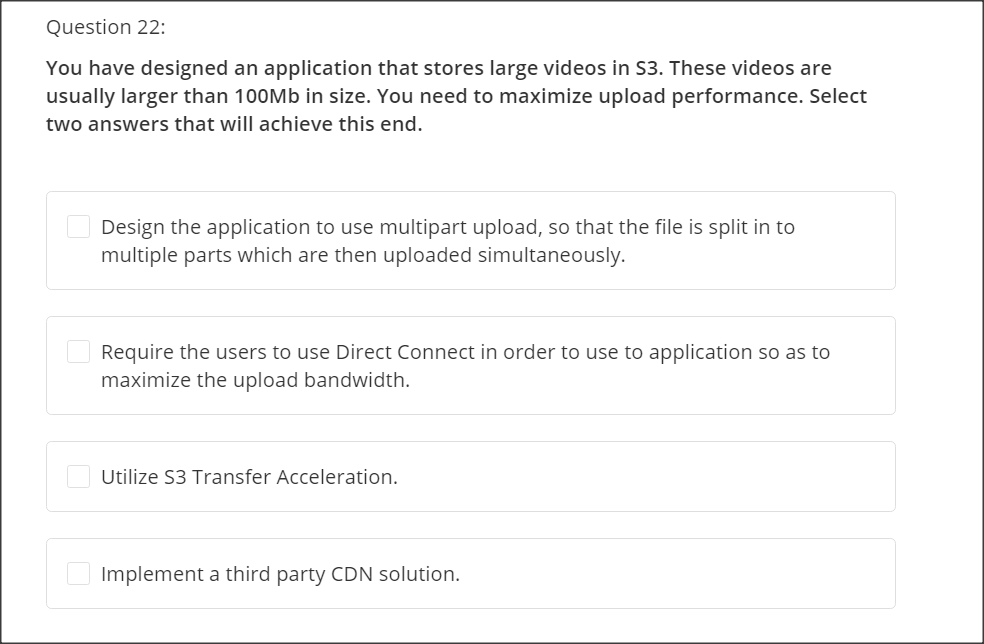 Question 22:
You have designed an application that stores large videos in S3. These videos are
usually larger than 100Mb in size. You need to maximize upload performance. Select
two answers that will achieve this end.
Design the application to use multipart upload, so that the file is split in to
multiple parts which are then uploaded simultaneously.
Require the users to use Direct Connect in order to use to application so as to
maximize the upload bandwidth.
Utilize S3 Transfer Acceleration.
Implement a third party CDN solution.